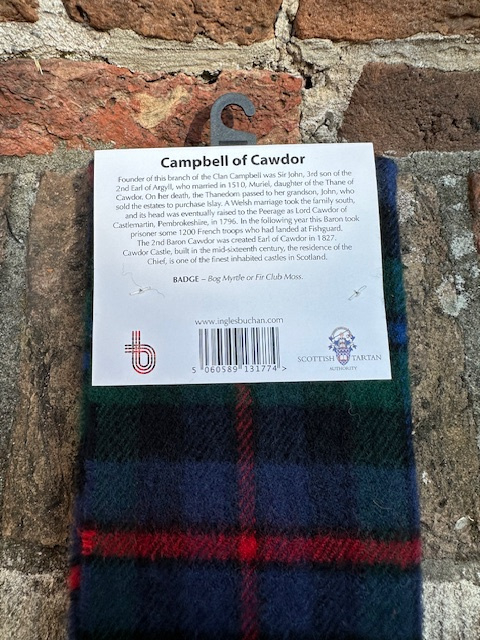 Campbell of Cawdor
Founder of this branch of the Clan Campbell was Sir John, 3rd son of the
2nd Earl of Argyll, who married in 1510, Muriel, daughter of the Thane of
Cawdor. On her death, the Thanedom passed to her grandson, John, who
sold the estates to purchase Islay. A Welsh marriage took the family south,
and its head was eventually raised to the Peerage as Lord Cawdor of
Castlemartin, Pembrokeshire, in 1796. In the following year this Baron took
prisoner some 1200 French troops who had landed at Fishguard.
The 2nd Baron Cawdor was created Earl of Cawdor in 1827.
Cawdor Castle, built in the mid-sixteenth century, the residence of the
Chief, is one of the finest inhabited castles in Scotland.
BADGE – Bog Myrtle or Fir Club Moss.
www.inglesbuchan.com
5 060589 131774 >
SCOTTISH TARTAN
AUTHORITY